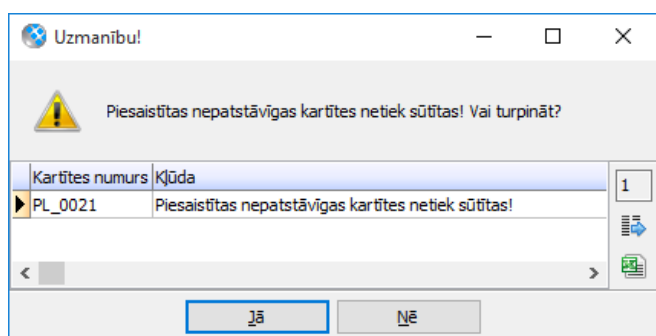 Uzmanību!
Piesaistītas nepatstāvīgas kartītes netiek sūtītas! Vai turpināt?
Kartītes numurs Kļūda
1
PL_0021 Piesaistītas nepatstāvīgas kartītes netiek sūtītas!
Jā Nē